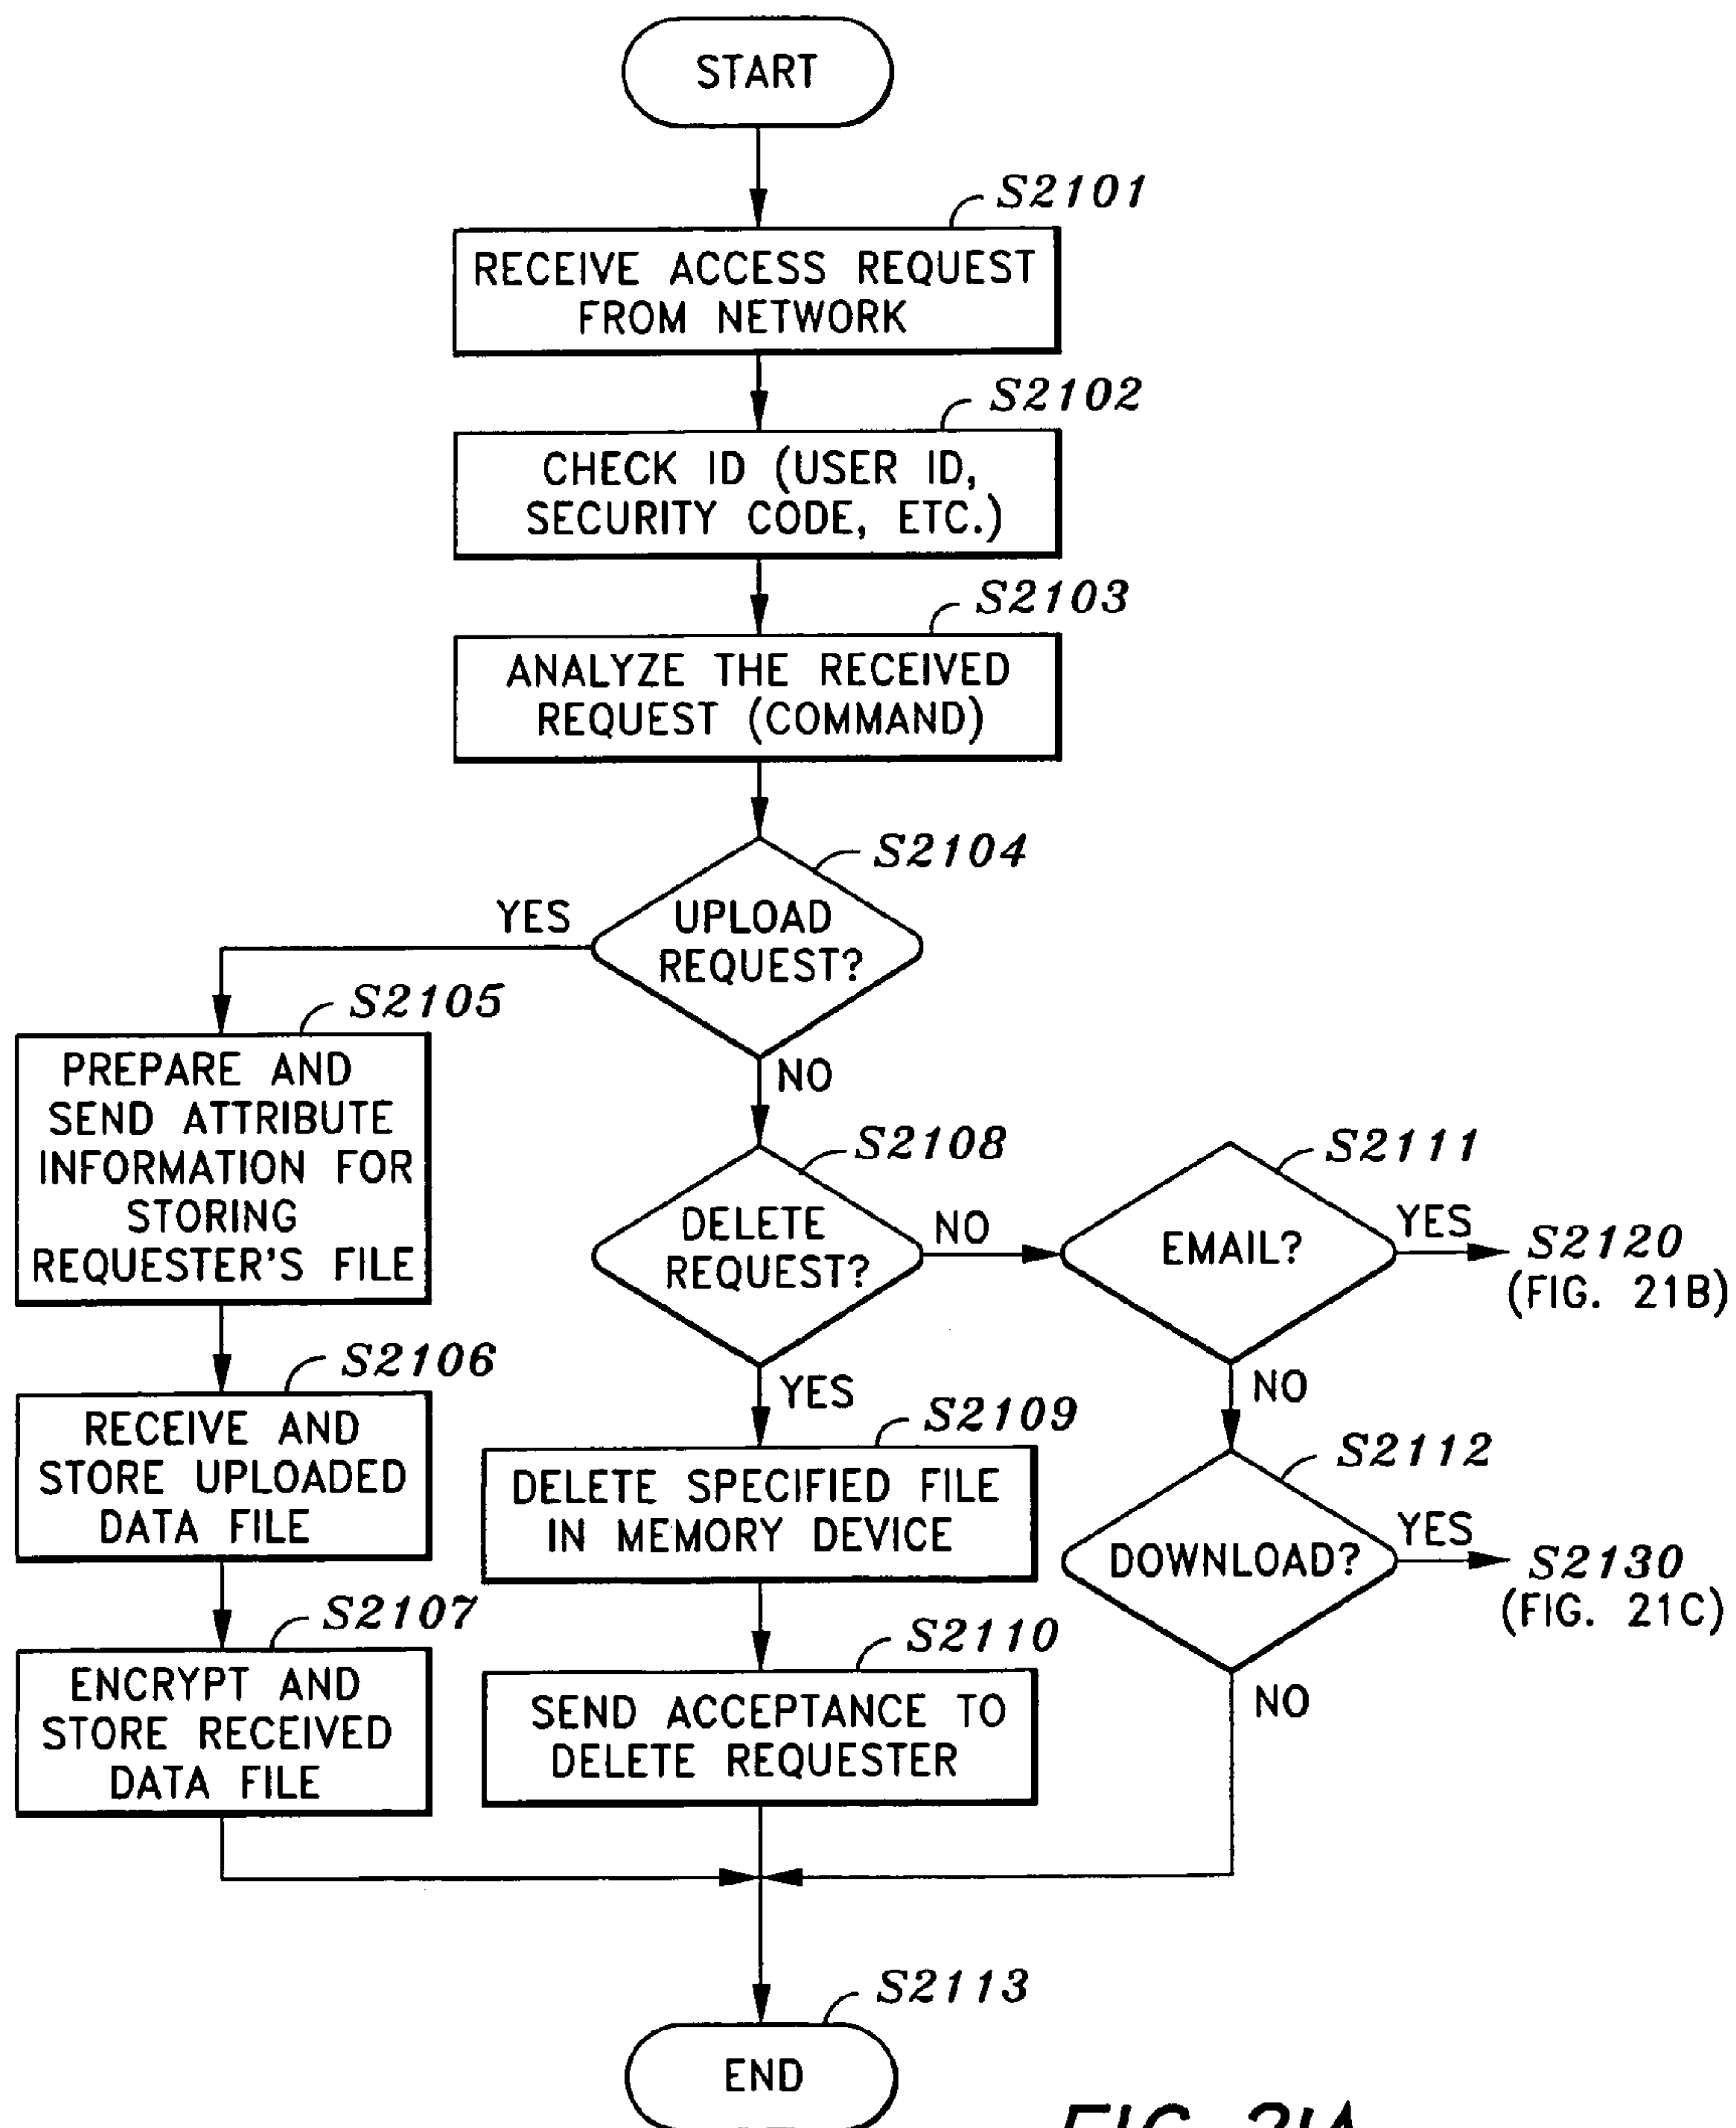 START
S2101
RECEIVE ACCESS REQUEST
FROM NETWORK
S2102
CHECK ID (USER ID,
SECURITY CODE, ETC.)
S2103
ANALYZE THE RECEIVED
REQUEST (COMMAND)
S2104
YES
UPLOAD
REQUEST?
NO
S2105
PREPARE AND
SEND ATTRIBUTE
INFORMATION FOR
STORING
REQUESTER'S FILE
S2106
RECEIVE AND
STORE UPLOADED
DATA FILE
S2107
ENCRYPT AND
STORE RECEIVED
DATA FILE
S2108
DELETE
REQUEST?
NO
YES
S2109
DELETE SPECIFIED FILE
IN MEMORY DEVICE
S2110
SEND ACCEPTANCE TO
DELETE REQUESTER
S2111
EMAIL?
YES
S2120
(FIG. 21B)
NO
S2112
DOWNLOAD?
YES
S2130
(FIG. 21C)
NO
S2113
END
FIG. 21A